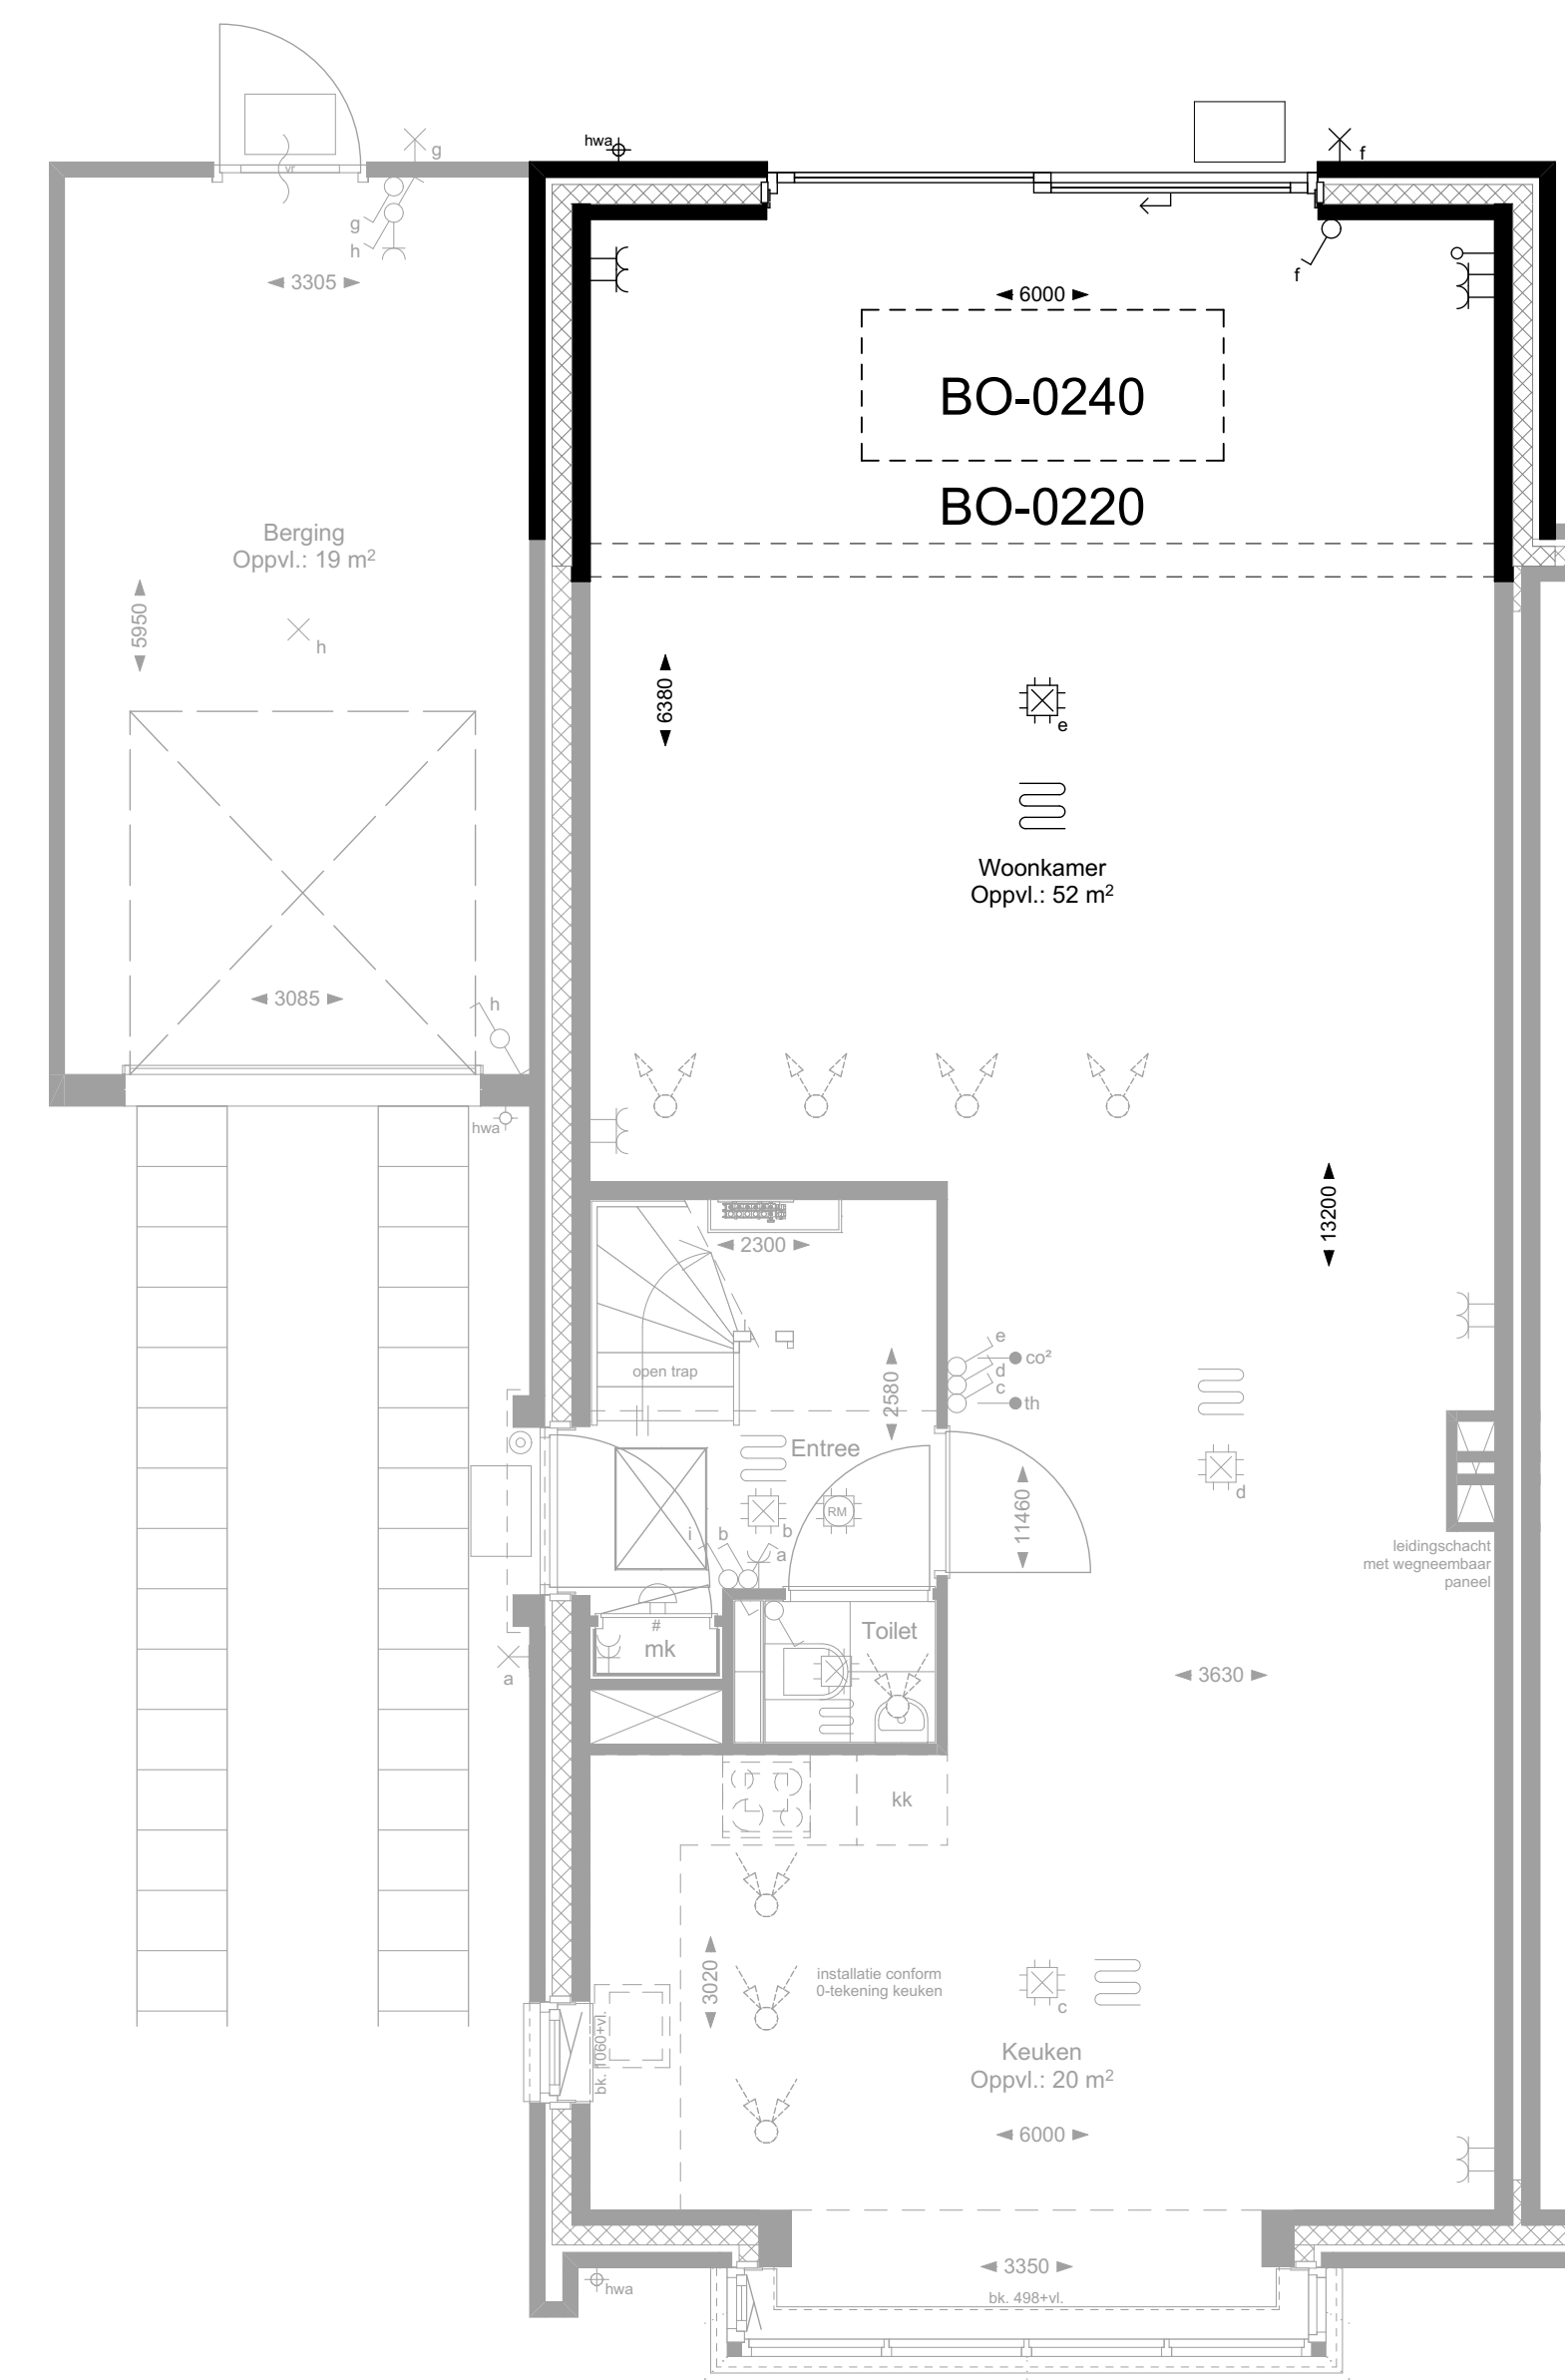 hwa
g
f
vr
g
h
f
3305
6000
BO-0240
BO-0220
Berging
Oppvl.: 19 m²
5950
h
6380
e
Woonkamer
Oppvl.: 52 m²
3085
h
hwa
13200
2300
e
co²
d
c
th
open trap
2580
Entree
11460
d
RM
i
b
b
a
leidingschacht
met wegneembaar
paneel
#
mk
Toilet
a
3630
kk
3020
installatie conform
0-tekening keuken
c
bk. 1060+vl.
Keuken
Oppvl.: 20 m²
6000
3350
hwa
bk. 498+vl.